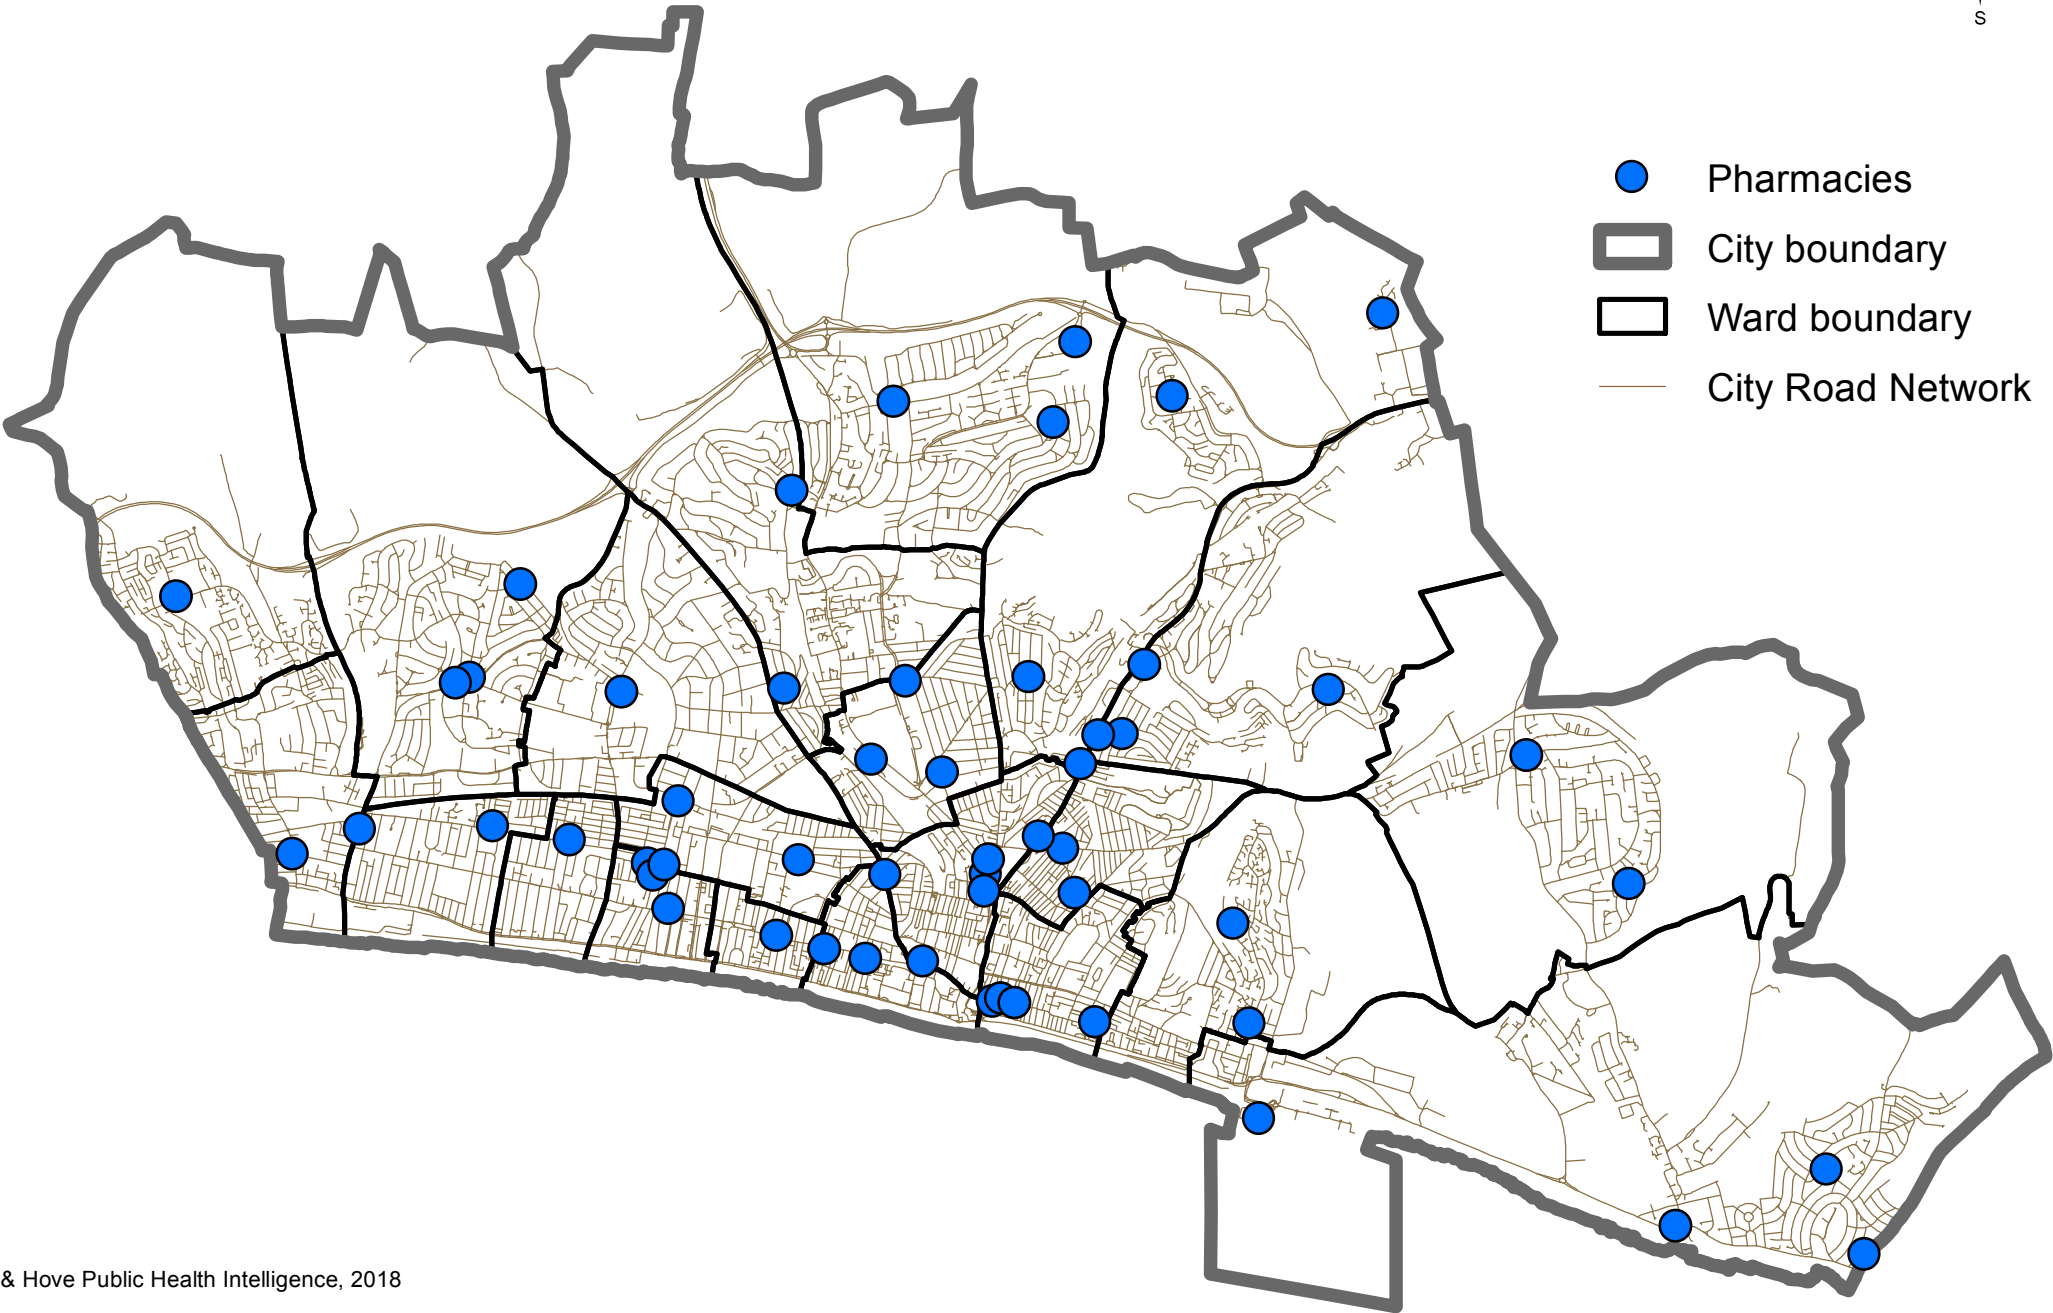 S
Pharmacies
City boundary
Ward boundary
City Road Network
& Hove Public Health Intelligence, 2018